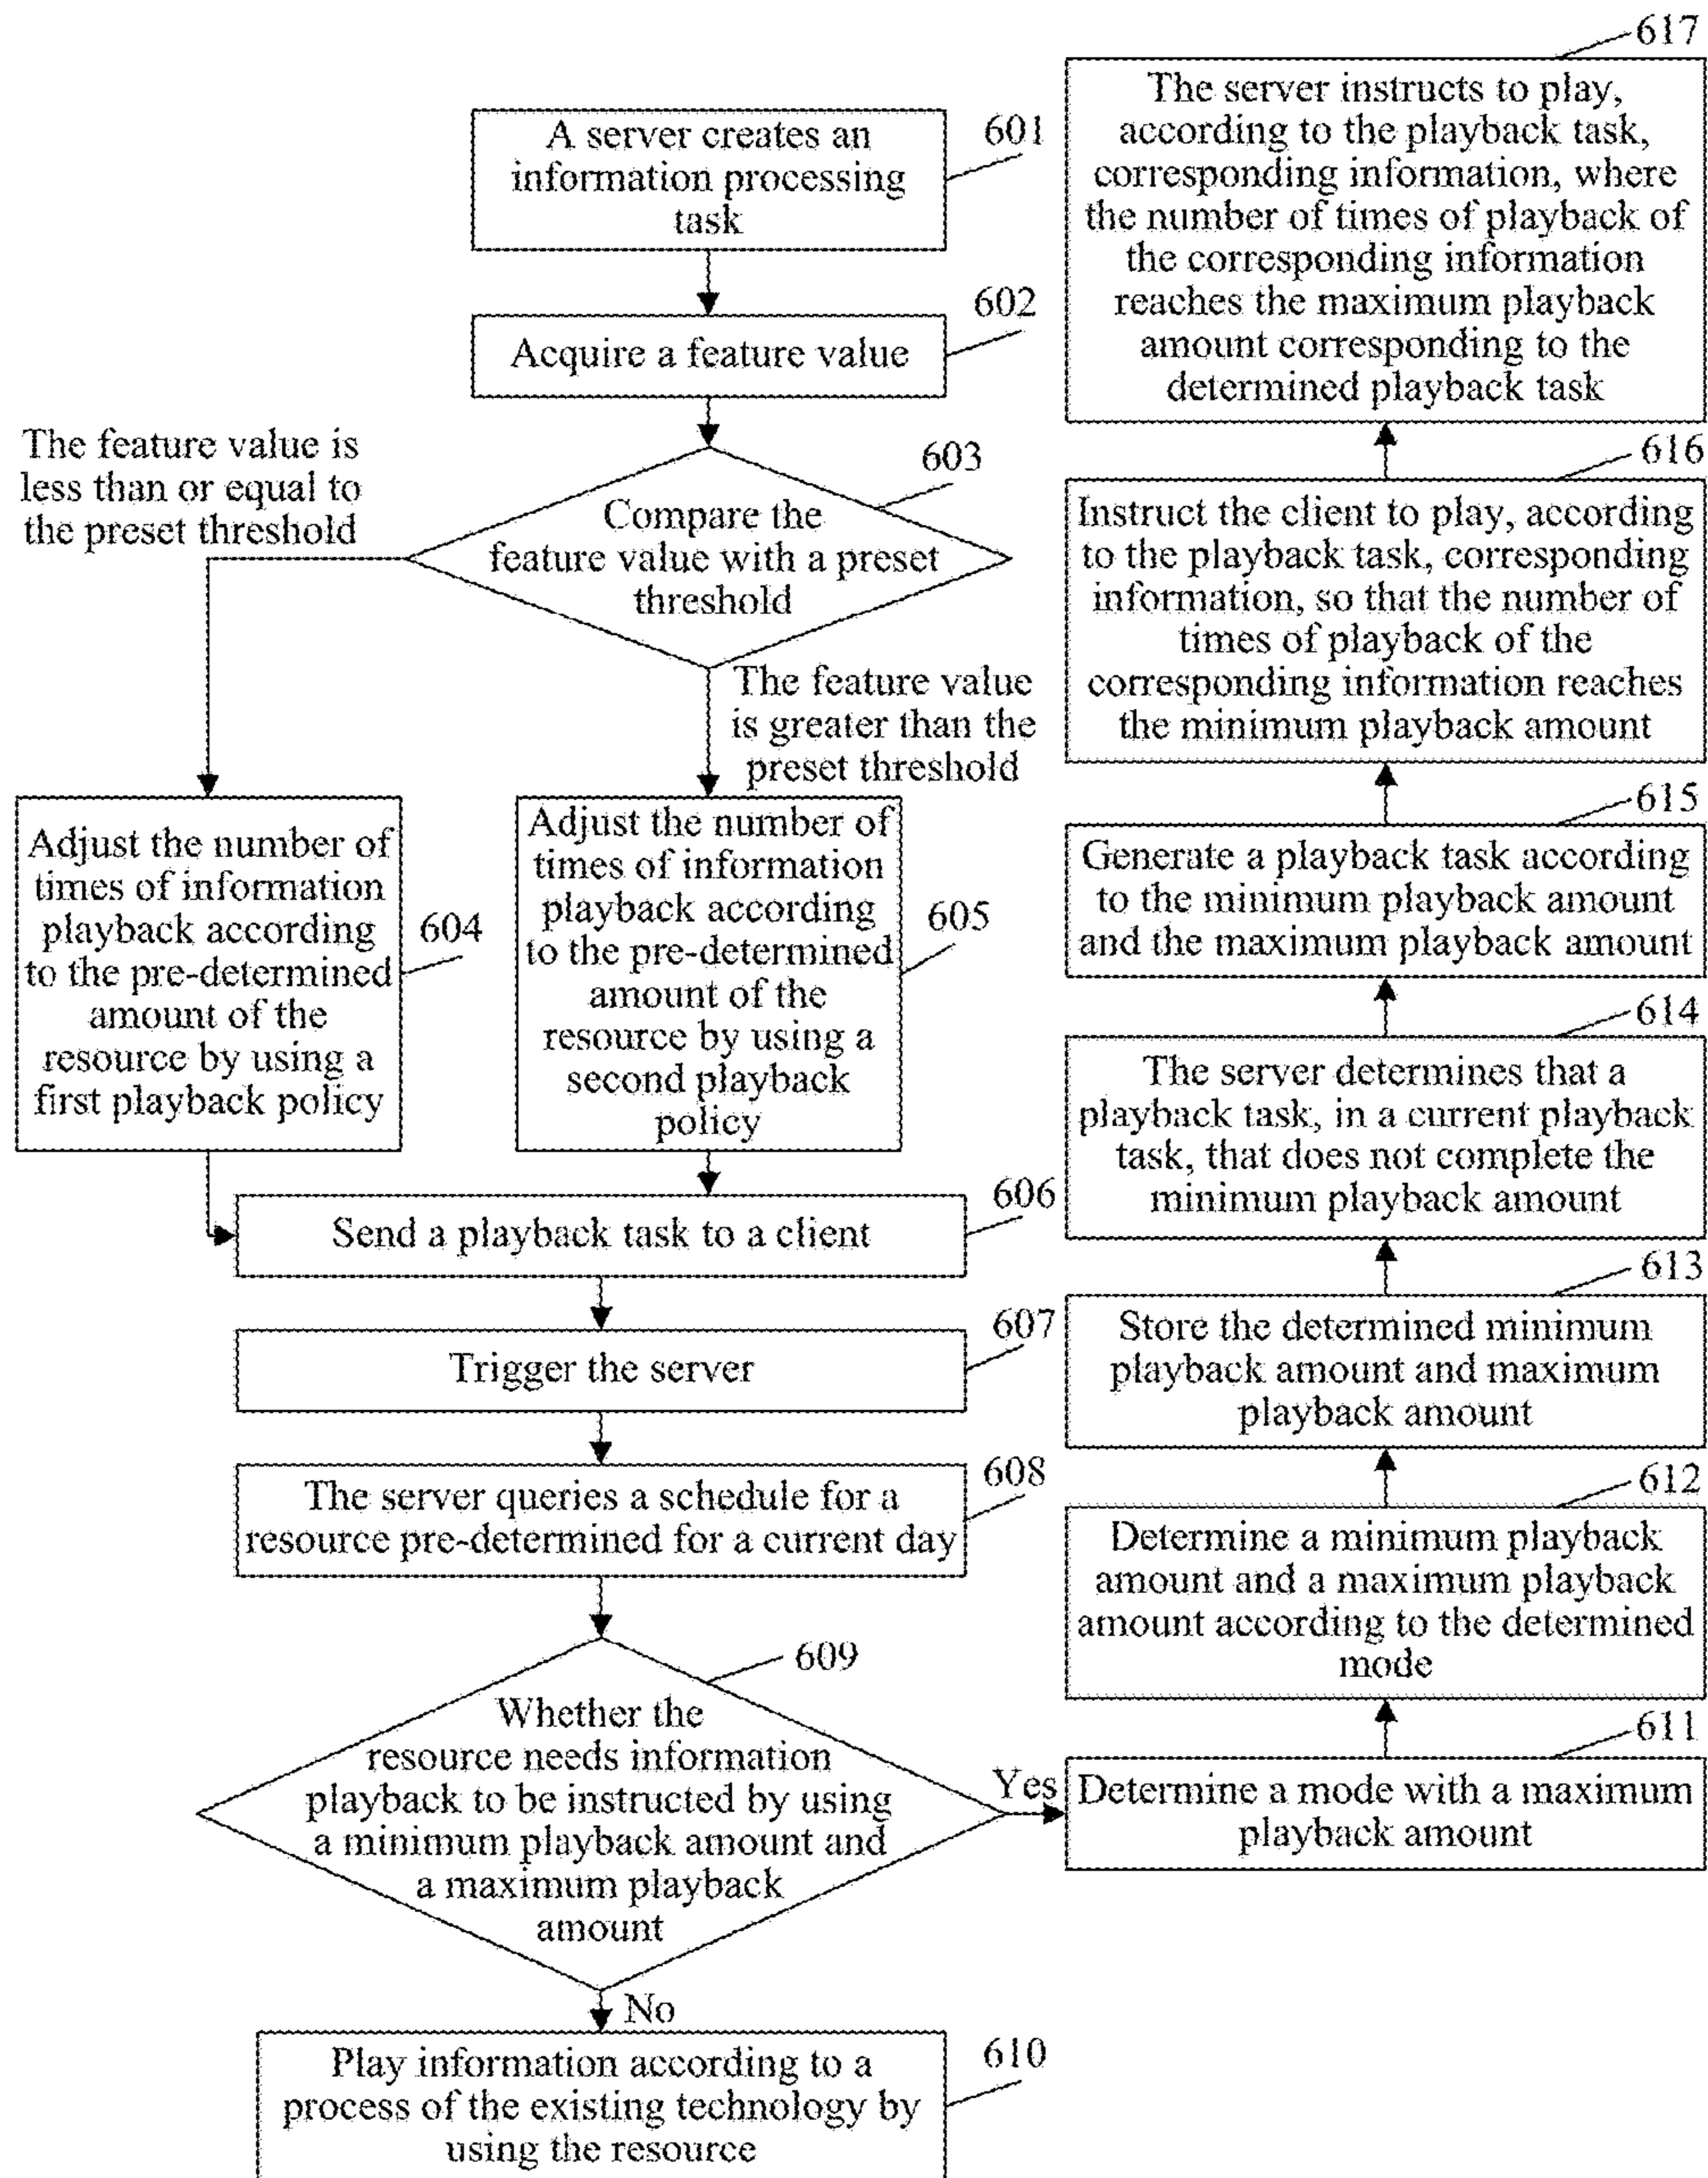 A server creates an
information processing
task
601
Acquire a feature value
602
Compare the
feature value with a preset
threshold
603
The feature value is
less than or equal to
the preset threshold
The feature value
is greater than the
preset threshold
Adjust the number of
times of information
playback according
to the pre-determined
amount of the
resource by using a
first playback policy
604
Adjust the number of
times of information
playback according
to the pre-determined
amount of the
resource by using a
second playback
policy
605
Send a playback task to a client
606
Trigger the server
607
The server queries a schedule for a
resource pre-determined for a current day
608
Whether the
resource needs information
playback to be instructed by using
a minimum playback amount and
a maximum playback
amount
609
No
Play information according to a
process of the existing technology by
using the resource
610
Yes
Determine a mode with a maximum
playback amount
611
Determine a minimum playback
amount and a maximum playback
amount according to the determined
mode
612
Store the determined minimum
playback amount and maximum
playback amount
613
The server determines that a
playback task, in a current playback
task, that does not complete the
minimum playback amount
614
Generate a playback task according
to the minimum playback amount
and the maximum playback amount
615
Instruct the client to play, according
to the playback task, corresponding
information, so that the number of
times of playback of the
corresponding information reaches
the minimum playback amount
616
The server instructs to play,
according to the playback task,
corresponding information, where
the number of times of playback of
the corresponding information
reaches the maximum playback
amount corresponding to the
determined playback task
617